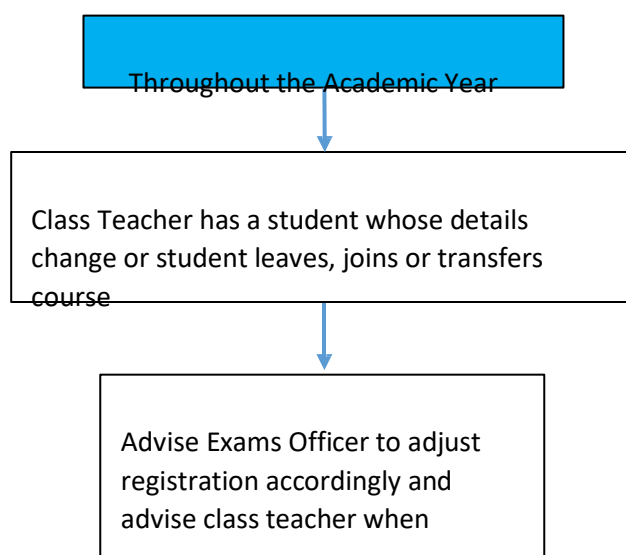 Throughout the Academic Year
Class Teacher has a student whose details
change or student leaves, joins or transfers
course
Advise Exams Officer to adjust
registration accordingly and
advise class teacher when